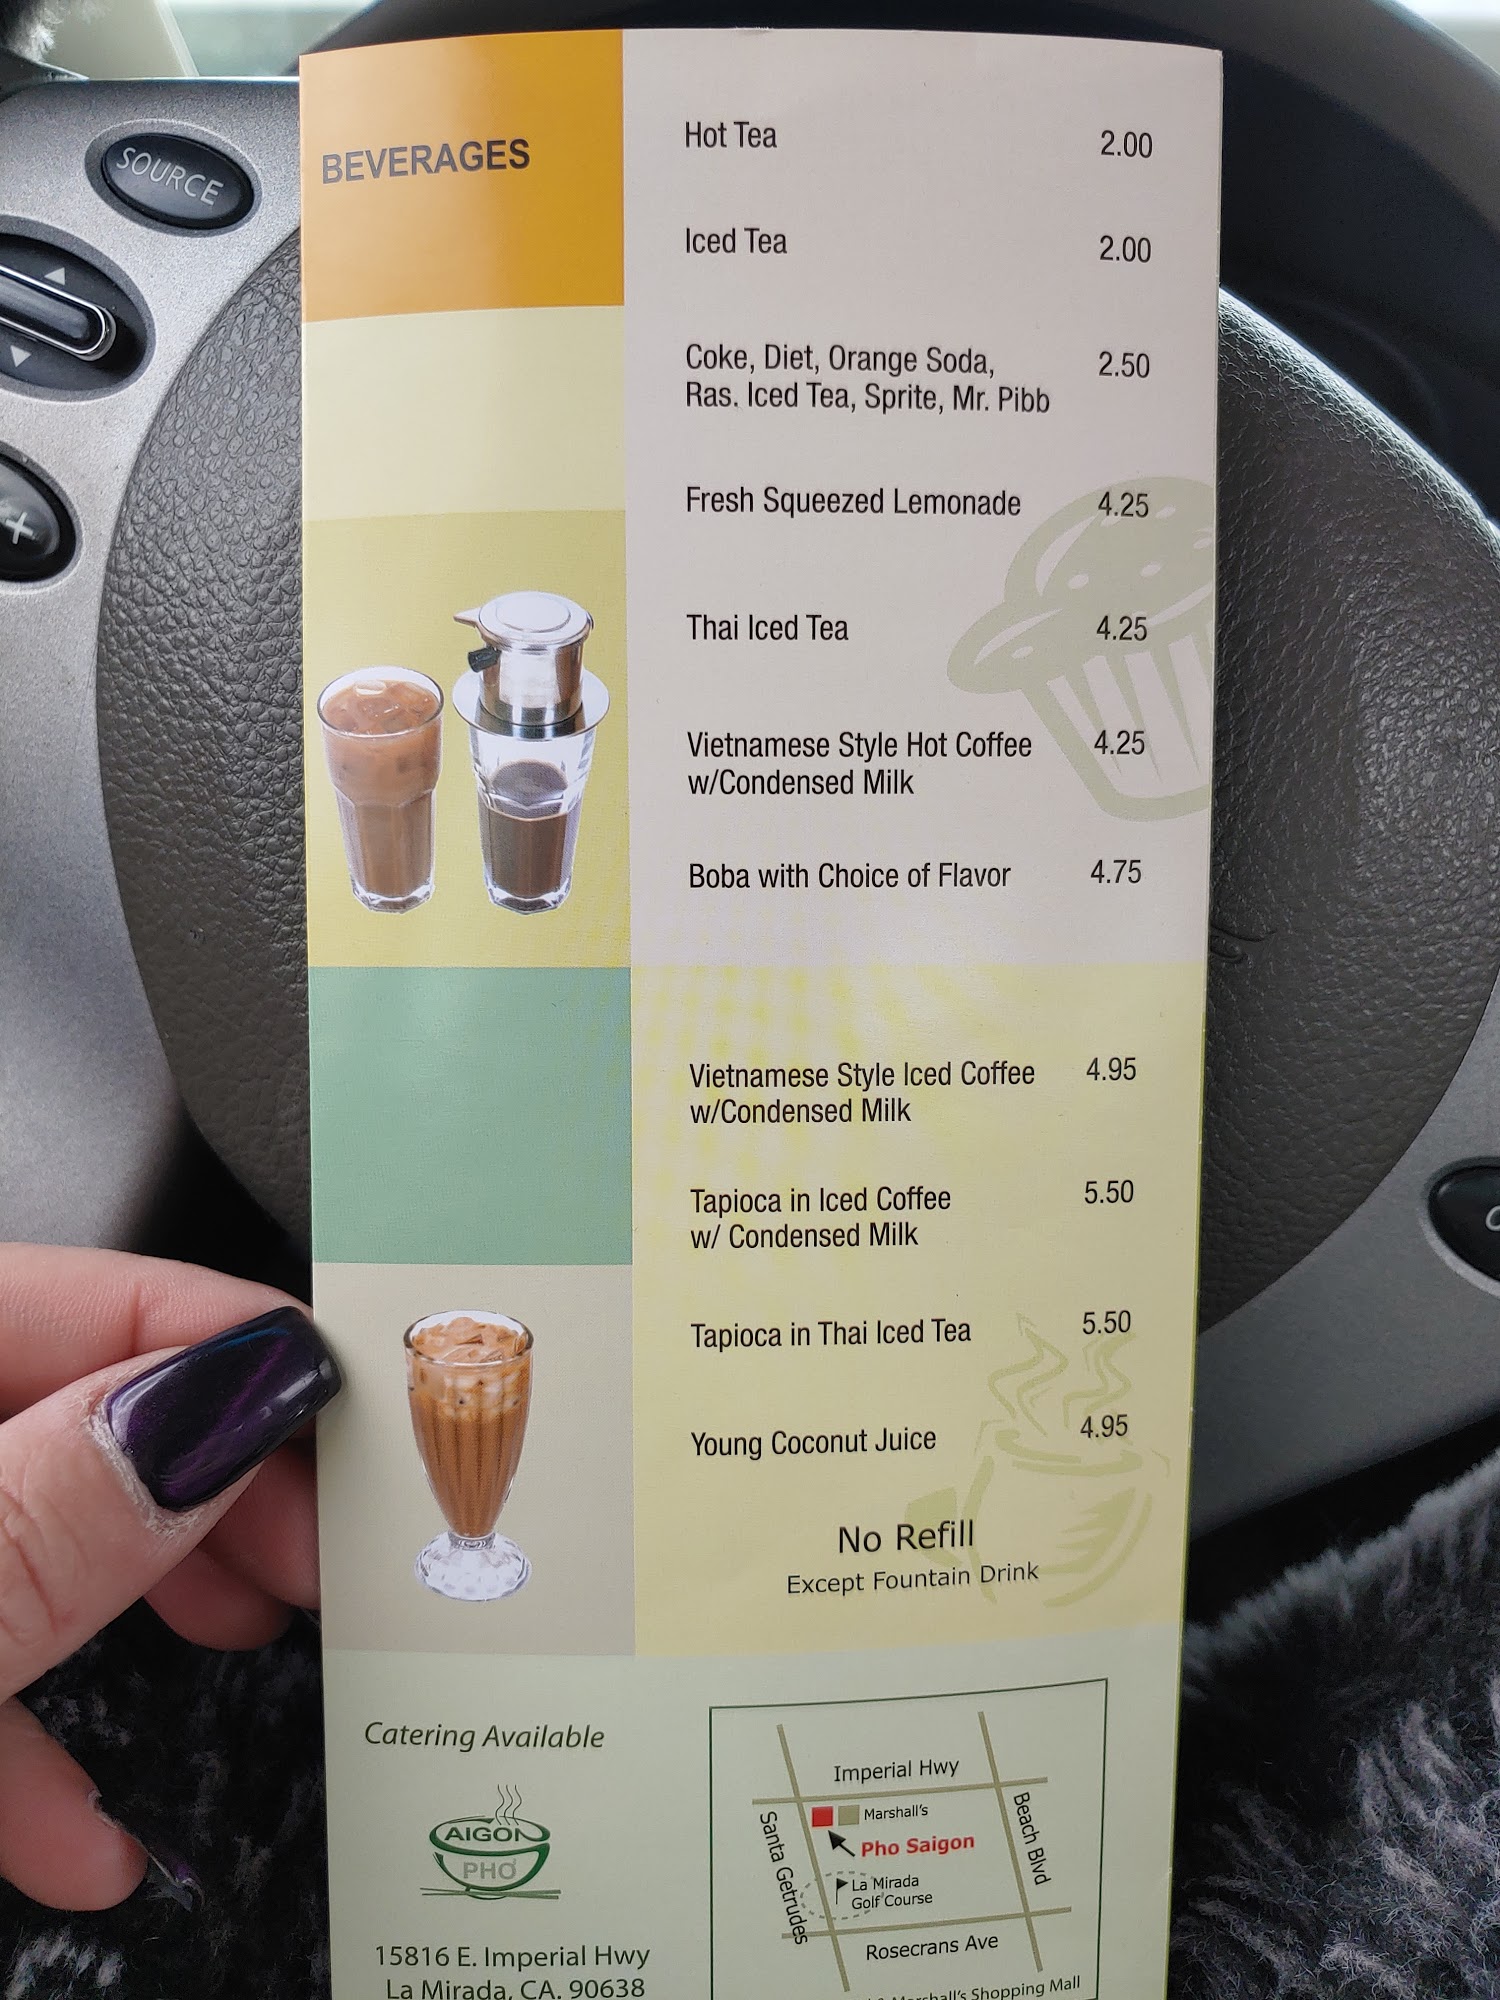 SOURCE
+
BEVERAGES
Hot Tea 2.00
Iced Tea 2.00
Coke, Diet, Orange Soda, 2.50
Ras. Iced Tea, Sprite, Mr. Pibb
Fresh Squeezed Lemonade 4.25
Thai Iced Tea 4.25
Vietnamese Style Hot Coffee 4.25
w/Condensed Milk
Boba with Choice of Flavor 4.75
Vietnamese Style Iced Coffee 4.95
w/Condensed Milk
Tapioca in Iced Coffee 5.50
w/ Condensed Milk
Tapioca in Thai Iced Tea 5.50
Young Coconut Juice 4.95
No Refill
Except Fountain Drink
Catering Available
AIGON
PHỞ
15816 E. Imperial Hwy
La Mirada, CA. 90638
Imperial Hwy
Marshall's
Pho Saigon
Santa Getrudes
Beach Blvd
La Mirada
Golf Course
Rosecrans Ave
Marshall's Shopping Mall